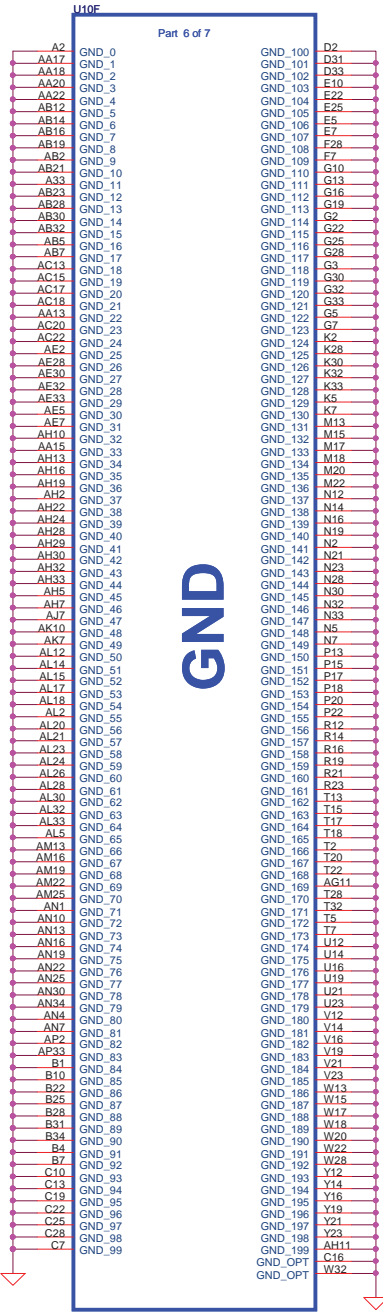 U10F
Part 6 of 7
A2 GND_0 GND_100 D2
AA17 GND_1 GND_101 D31
AA18 GND_2 GND_102 D33
AA20 GND_3 GND_103 E10
AA22 GND_4 GND_104 E22
AB12 GND_5 GND_105 E25
AB14 GND_6 GND_106 E5
AB16 GND_7 GND_107 E7
AB19 GND_8 GND_108 F28
AB2 GND_9 GND_109 F7
AB21 GND_10 GND_110 G10
A33 GND_11 GND_111 G13
AB23 GND_12 GND_112 G16
AB28 GND_13 GND_113 G19
AB30 GND_14 GND_114 G2
AB32 GND_15 GND_115 G22
AB5 GND_16 GND_116 G25
AB7 GND_17 GND_117 G28
AC13 GND_18 GND_118 G3
AC15 GND_19 GND_119 G30
AC17 GND_20 GND_120 G32
AC18 GND_21 GND_121 G33
AA13 GND_22 GND_122 G5
AC20 GND_23 GND_123 G7
AC22 GND_24 GND_124 K2
AE2 GND_25 GND_125 K28
AE28 GND_26 GND_126 K30
AE30 GND_27 GND_127 K32
AE32 GND_28 GND_128 K33
AE33 GND_29 GND_129 K5
AE5 GND_30 GND_130 K7
AE7 GND_31 GND_131 M13
AH10 GND_32 GND_132 M15
AA15 GND_33 GND_133 M17
AH13 GND_34 GND_134 M18
AH16 GND_35 GND_135 M20
AH19 GND_36 GND_136 M22
AH2 GND_37 GND_137 N12
AH22 GND_38 GND_138 N14
AH24 GND_39 GND_139 N16
AH28 GND_40 GND_140 N19
AH29 GND_41 GND_141 N2
AH30 GND_42 GND_142 N21
AH32 GND_43 GND_143 N23
AH33 GND_44 GND_144 N28
AH5 GND_45 GND_145 N30
AH7 GND_46 GND_146 N32
AJ7 GND_47 GND_147 N33
AK10 GND_48 GND_148 N5
AK7 GND_49 GND_149 N7
AL12 GND_50 GND_150 P13
AL14 GND_51 GND_151 P15
AL15 GND_52 GND_152 P17
AL17 GND_53 GND_153 P18
AL18 GND_54 GND_154 P20
AL2 GND_55 GND_155 P22
AL20 GND_56 GND_156 R12
AL21 GND_57 GND_157 R14
AL23 GND_58 GND_158 R16
AL24 GND_59 GND_159 R19
AL26 GND_60 GND_160 R21
AL28 GND_61 GND_161 R23
AL30 GND_62 GND_162 T13
AL32 GND_63 GND_163 T15
AL33 GND_64 GND_164 T17
AL5 GND_65 GND_165 T18
AM13 GND_66 GND_166 T2
AM16 GND_67 GND_167 T20
AM19 GND_68 GND_168 T22
AM22 GND_69 GND_169 AG11
AM25 GND_70 GND_170 T28
AN1 GND_71 GND_171 T32
AN10 GND_72 GND_172 T5
AN13 GND_73 GND_173 T7
AN16 GND_74 GND_174 U12
AN19 GND_75 GND_175 U14
AN22 GND_76 GND_176 U16
AN25 GND_77 GND_177 U19
AN30 GND_78 GND_178 U21
AN34 GND_79 GND_179 U23
AN4 GND_80 GND_180 V12
AN7 GND_81 GND_181 V14
AP2 GND_82 GND_182 V16
AP33 GND_83 GND_183 V19
B1 GND_84 GND_184 V21
B10 GND_85 GND_185 V23
B22 GND_86 GND_186 W13
B25 GND_87 GND_187 W15
B28 GND_88 GND_188 W17
B31 GND_89 GND_189 W18
B34 GND_90 GND_190 W20
B4 GND_91 GND_191 W22
B7 GND_92 GND_192 W28
C10 GND_93 GND_193 Y12
C13 GND_94 GND_194 Y14
C19 GND_95 GND_195 Y16
C22 GND_96 GND_196 Y19
C25 GND_97 GND_197 Y21
C28 GND_98 GND_198 Y23
C7 GND_99 GND_199 AH11
GND_OPT C16
GND_OPT W32
GND